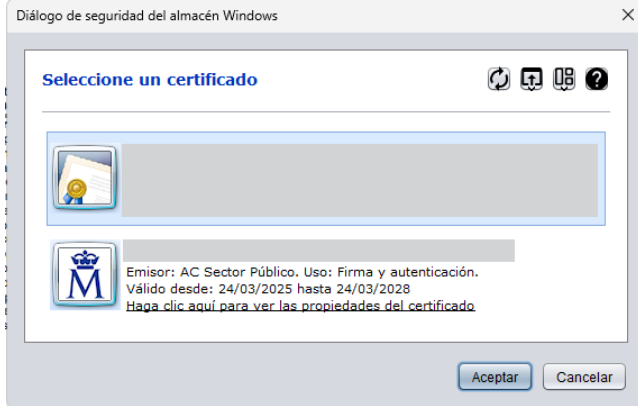 Diálogo de seguridad del almacén Windows
Seleccione un certificado
Emisor: AC Sector Público. Uso: Firma y autenticación.
Válido desde: 24/03/2025 hasta 24/03/2028
Haga clic aquí para ver las propiedades del certificado
Aceptar
Cancelar